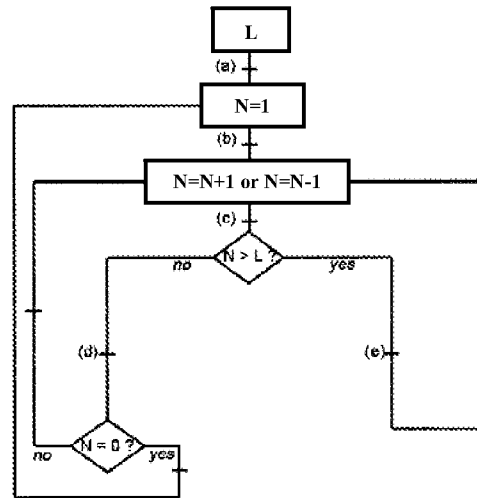 L
(a)
N=1
(b)
N=N+1 or N=N-1
(c)
N > L ?
no
yes
(d)
(e)
N = 0 ?
no
yes